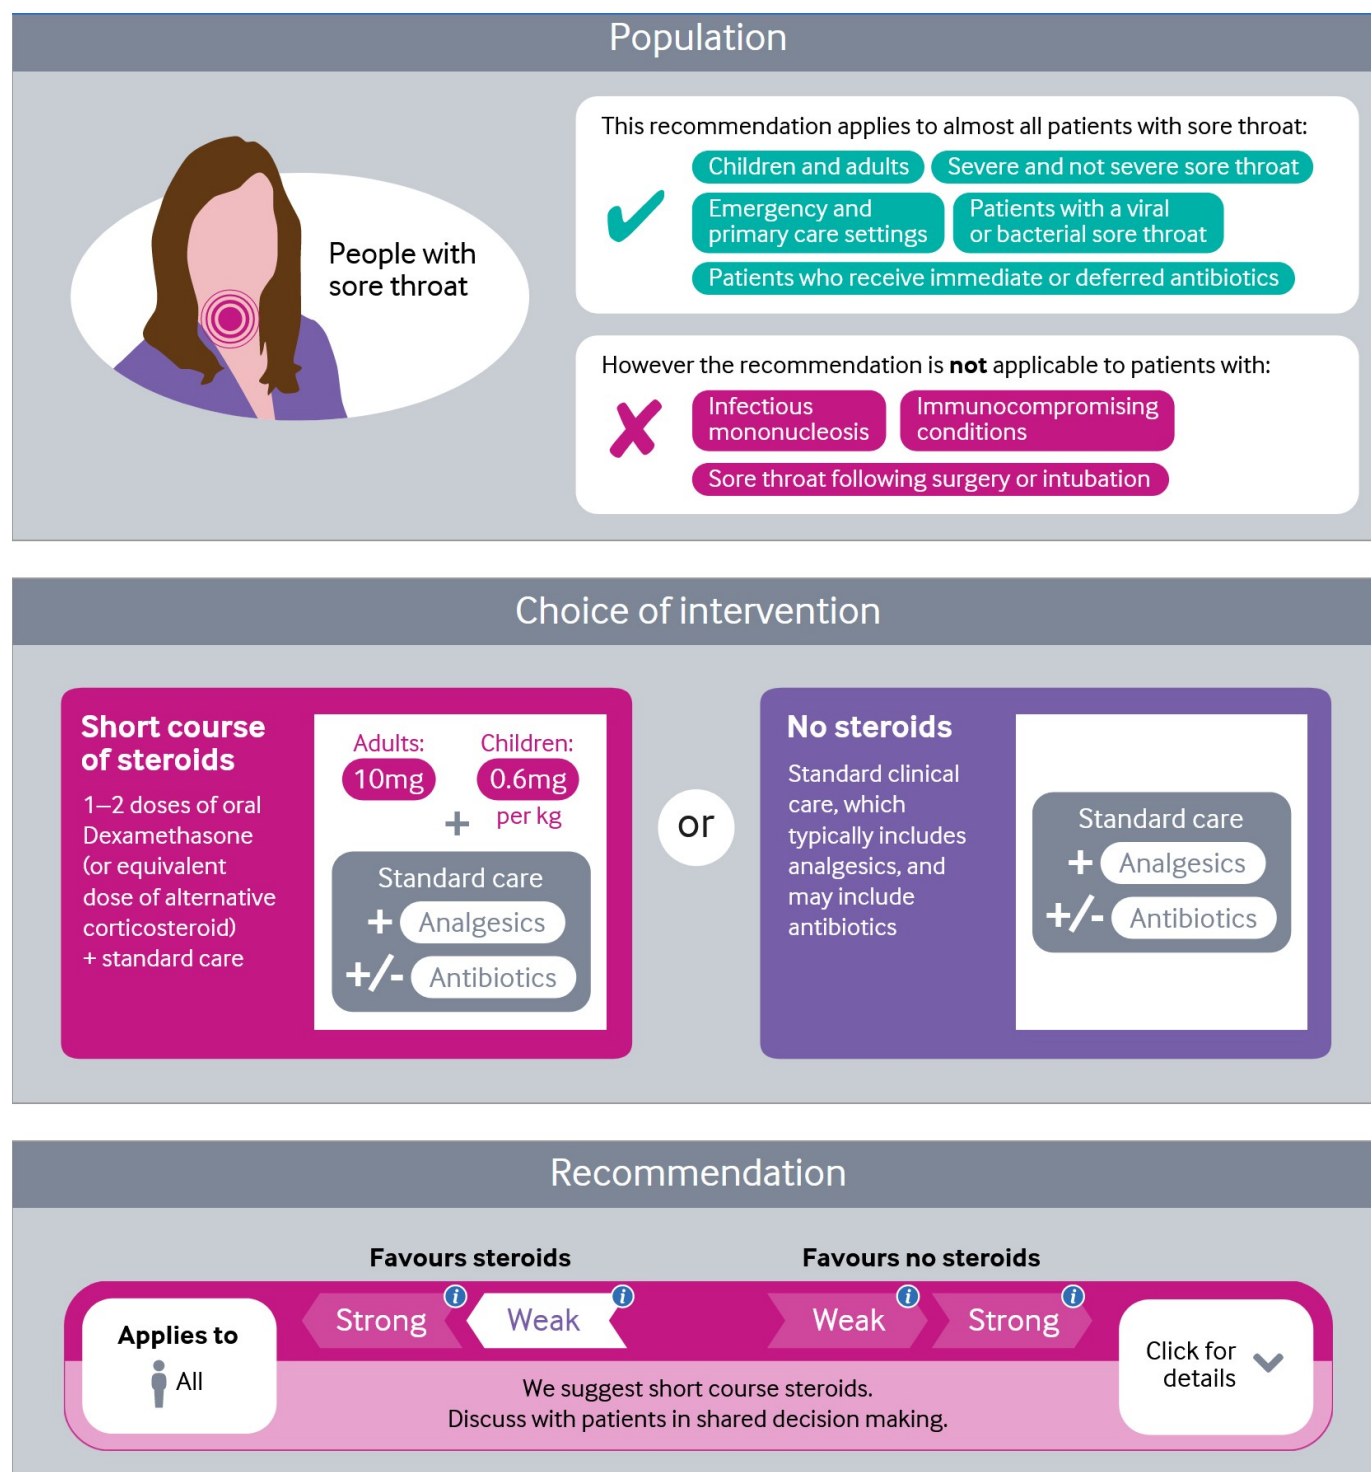 Population
People with
sore throat
This recommendation applies to almost all patients with sore throat:
Children and adults
Severe and not severe sore throat
Emergency and
primary care settings
Patients with a viral
or bacterial sore throat
Patients who receive immediate or deferred antibiotics
However the recommendation is not applicable to patients with:
Infectious
mononucleosis
Immunocompromising
conditions
Sore throat following surgery or intubation
Choice of intervention
Short course
of steroids
1–2 doses of oral
Dexamethasone
(or equivalent
dose of alternative
corticosteroid)
+ standard care
Adults:
10mg
Children:
0.6mg
per kg
+
Standard care
+ Analgesics
+/- Antibiotics
or
No steroids
Standard clinical
care, which
typically includes
analgesics, and
may include
antibiotics
Standard care
+ Analgesics
+/- Antibiotics
Recommendation
Favours steroids
Favours no steroids
Applies to
All
Strong i
Weak i
Weak i
Strong i
We suggest short course steroids.
Discuss with patients in shared decision making.
Click for
details